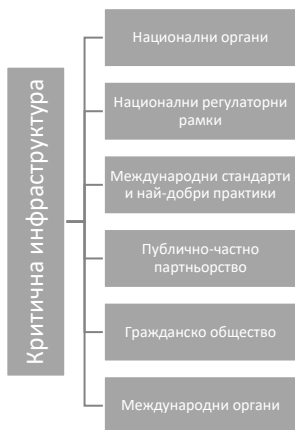 Критична инфраструктура
Национални органи
Национални регулаторни
рамки
Международни стандарти
и най-добри практики
Публично-частно
партньорство
Гражданско общество
Международни органи